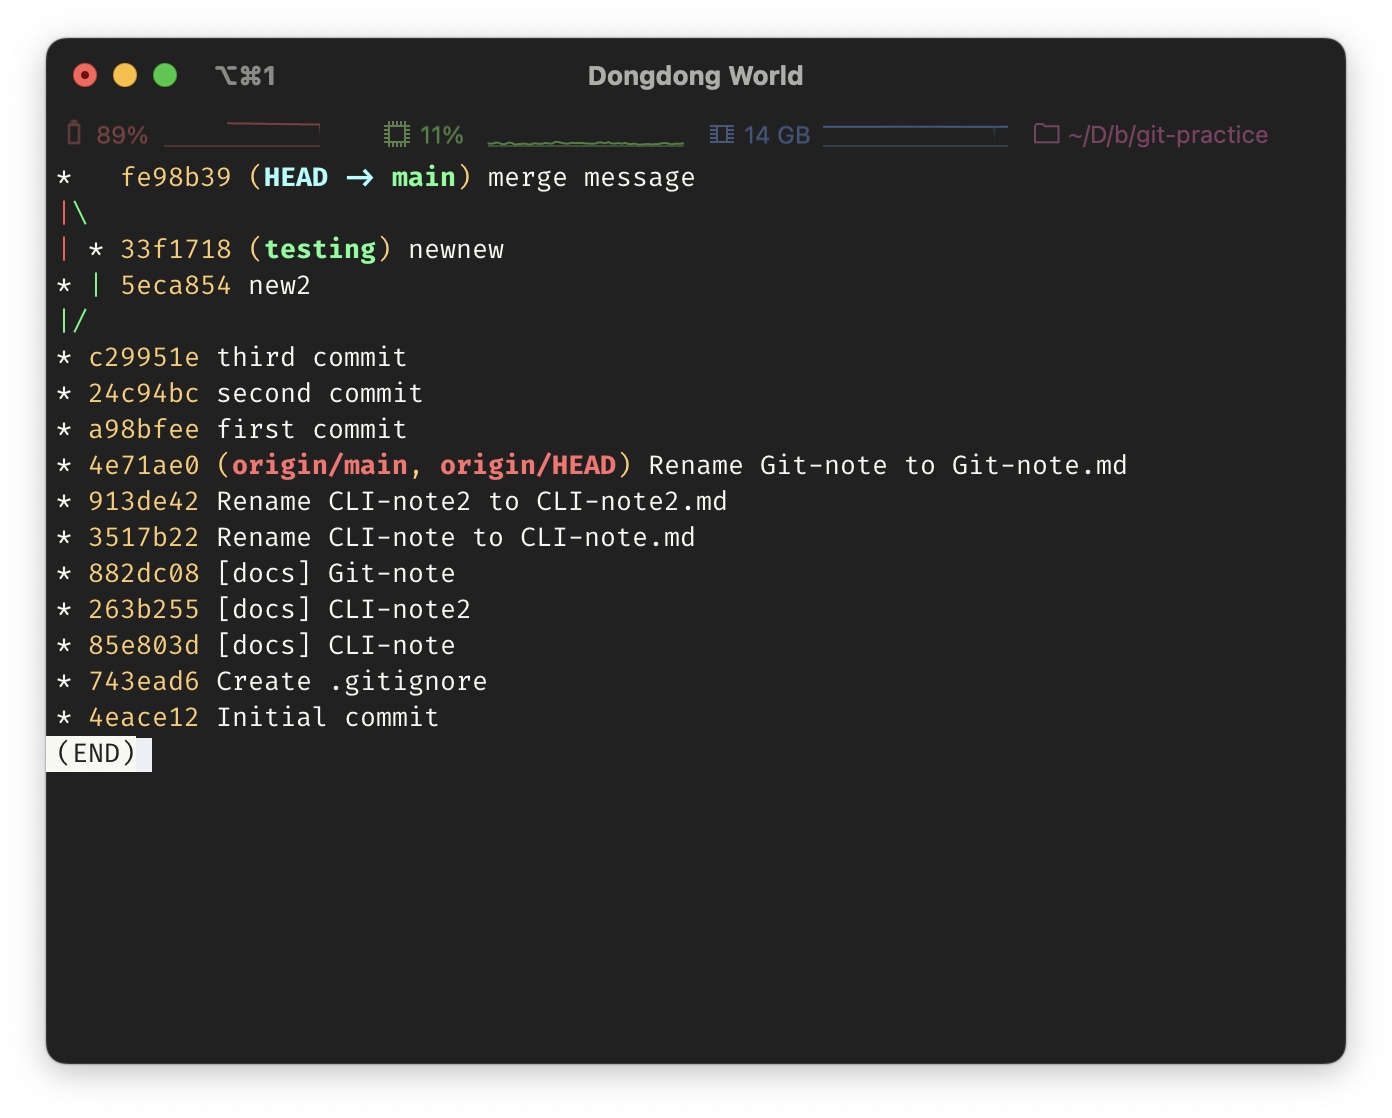 ⌥⌘1 Dongdong World
89% 11% 14 GB ~/D/b/git-practice
*   fe98b39 (HEAD -> main) merge message
|\
| * 33f1718 (testing) newnew
* | 5eca854 new2
|/
* c29951e third commit
* 24c94bc second commit
* a98bfee first commit
* 4e71ae0 (origin/main, origin/HEAD) Rename Git-note to Git-note.md
* 913de42 Rename CLI-note2 to CLI-note2.md
* 3517b22 Rename CLI-note to CLI-note.md
* 882dc08 [docs] Git-note
* 263b255 [docs] CLI-note2
* 85e803d [docs] CLI-note
* 743ead6 Create .gitignore
* 4eace12 Initial commit
(END)